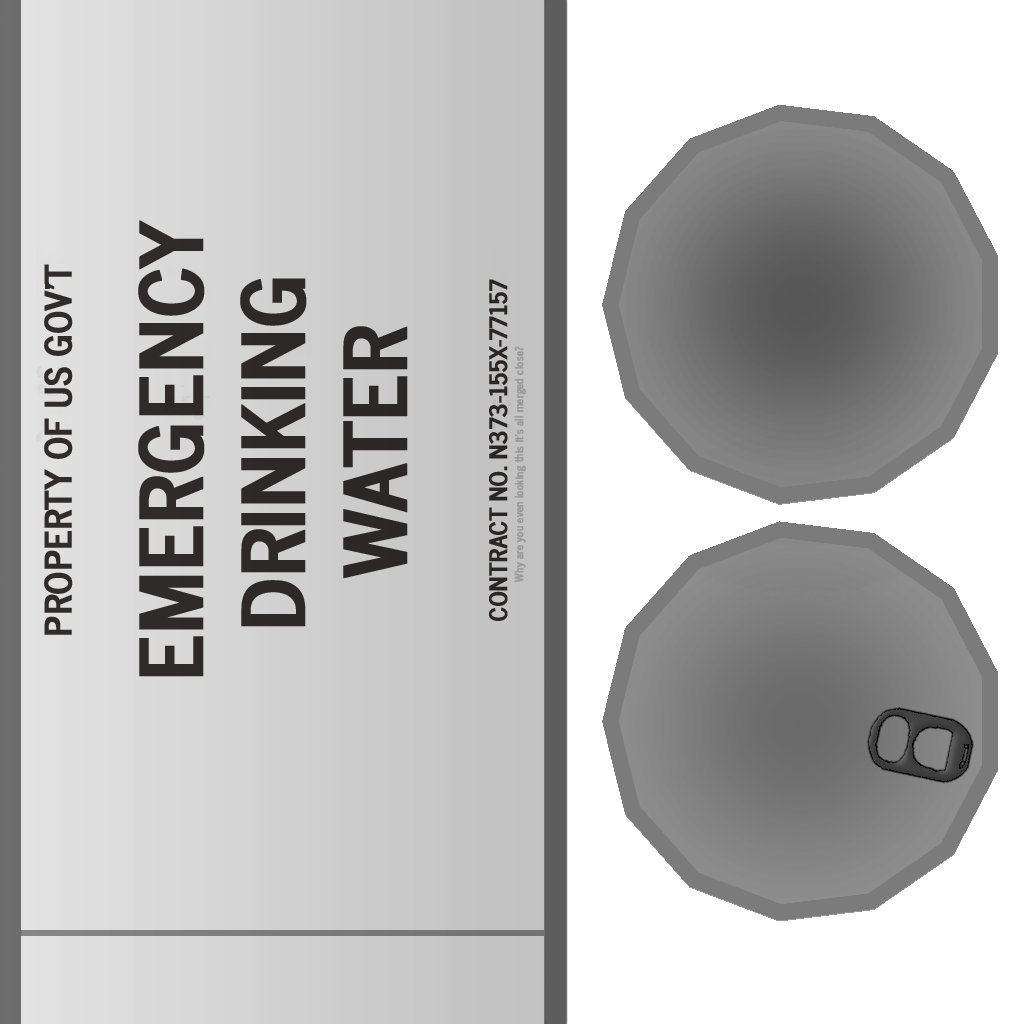 PROPERTY OF US GOV'T
EMERGENCY
DRINKING
WATER
CONTRACT NO. N373-155X-77157
Why are you even looking this it's all merged close?